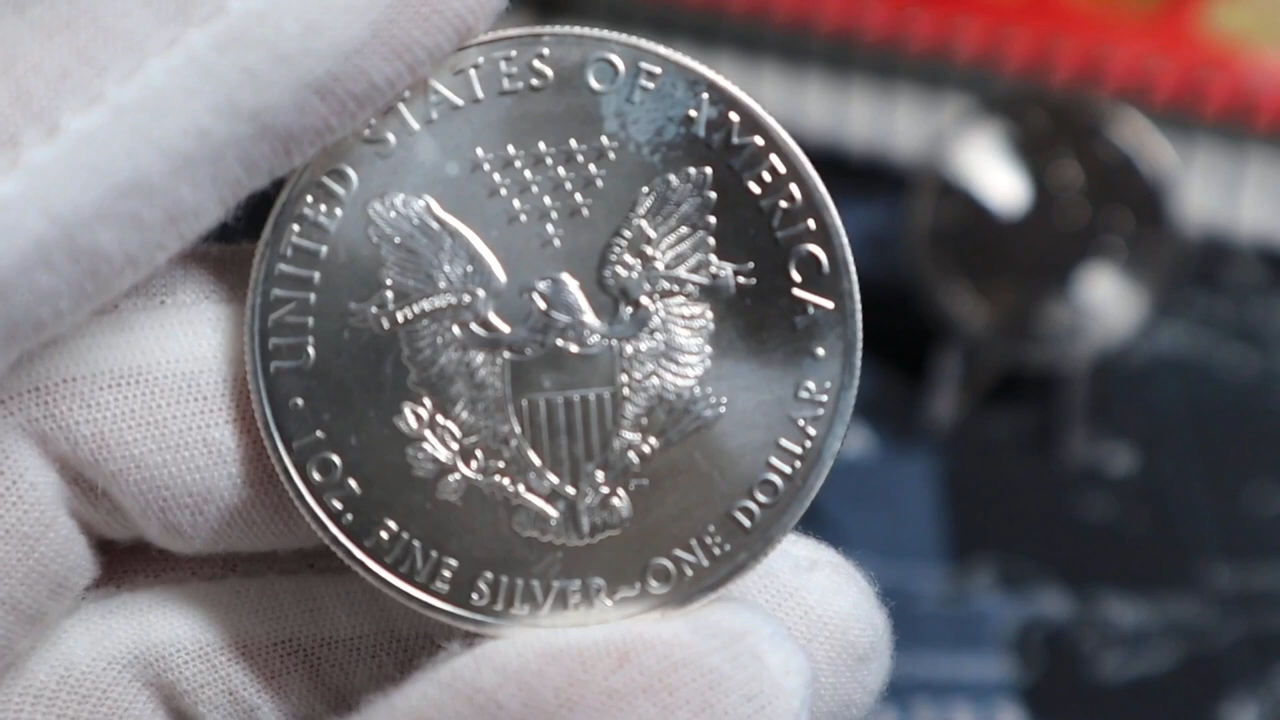 UNITED STATES OF AMERICA
• 1 OZ. FINE SILVER~ONE DOLLAR •